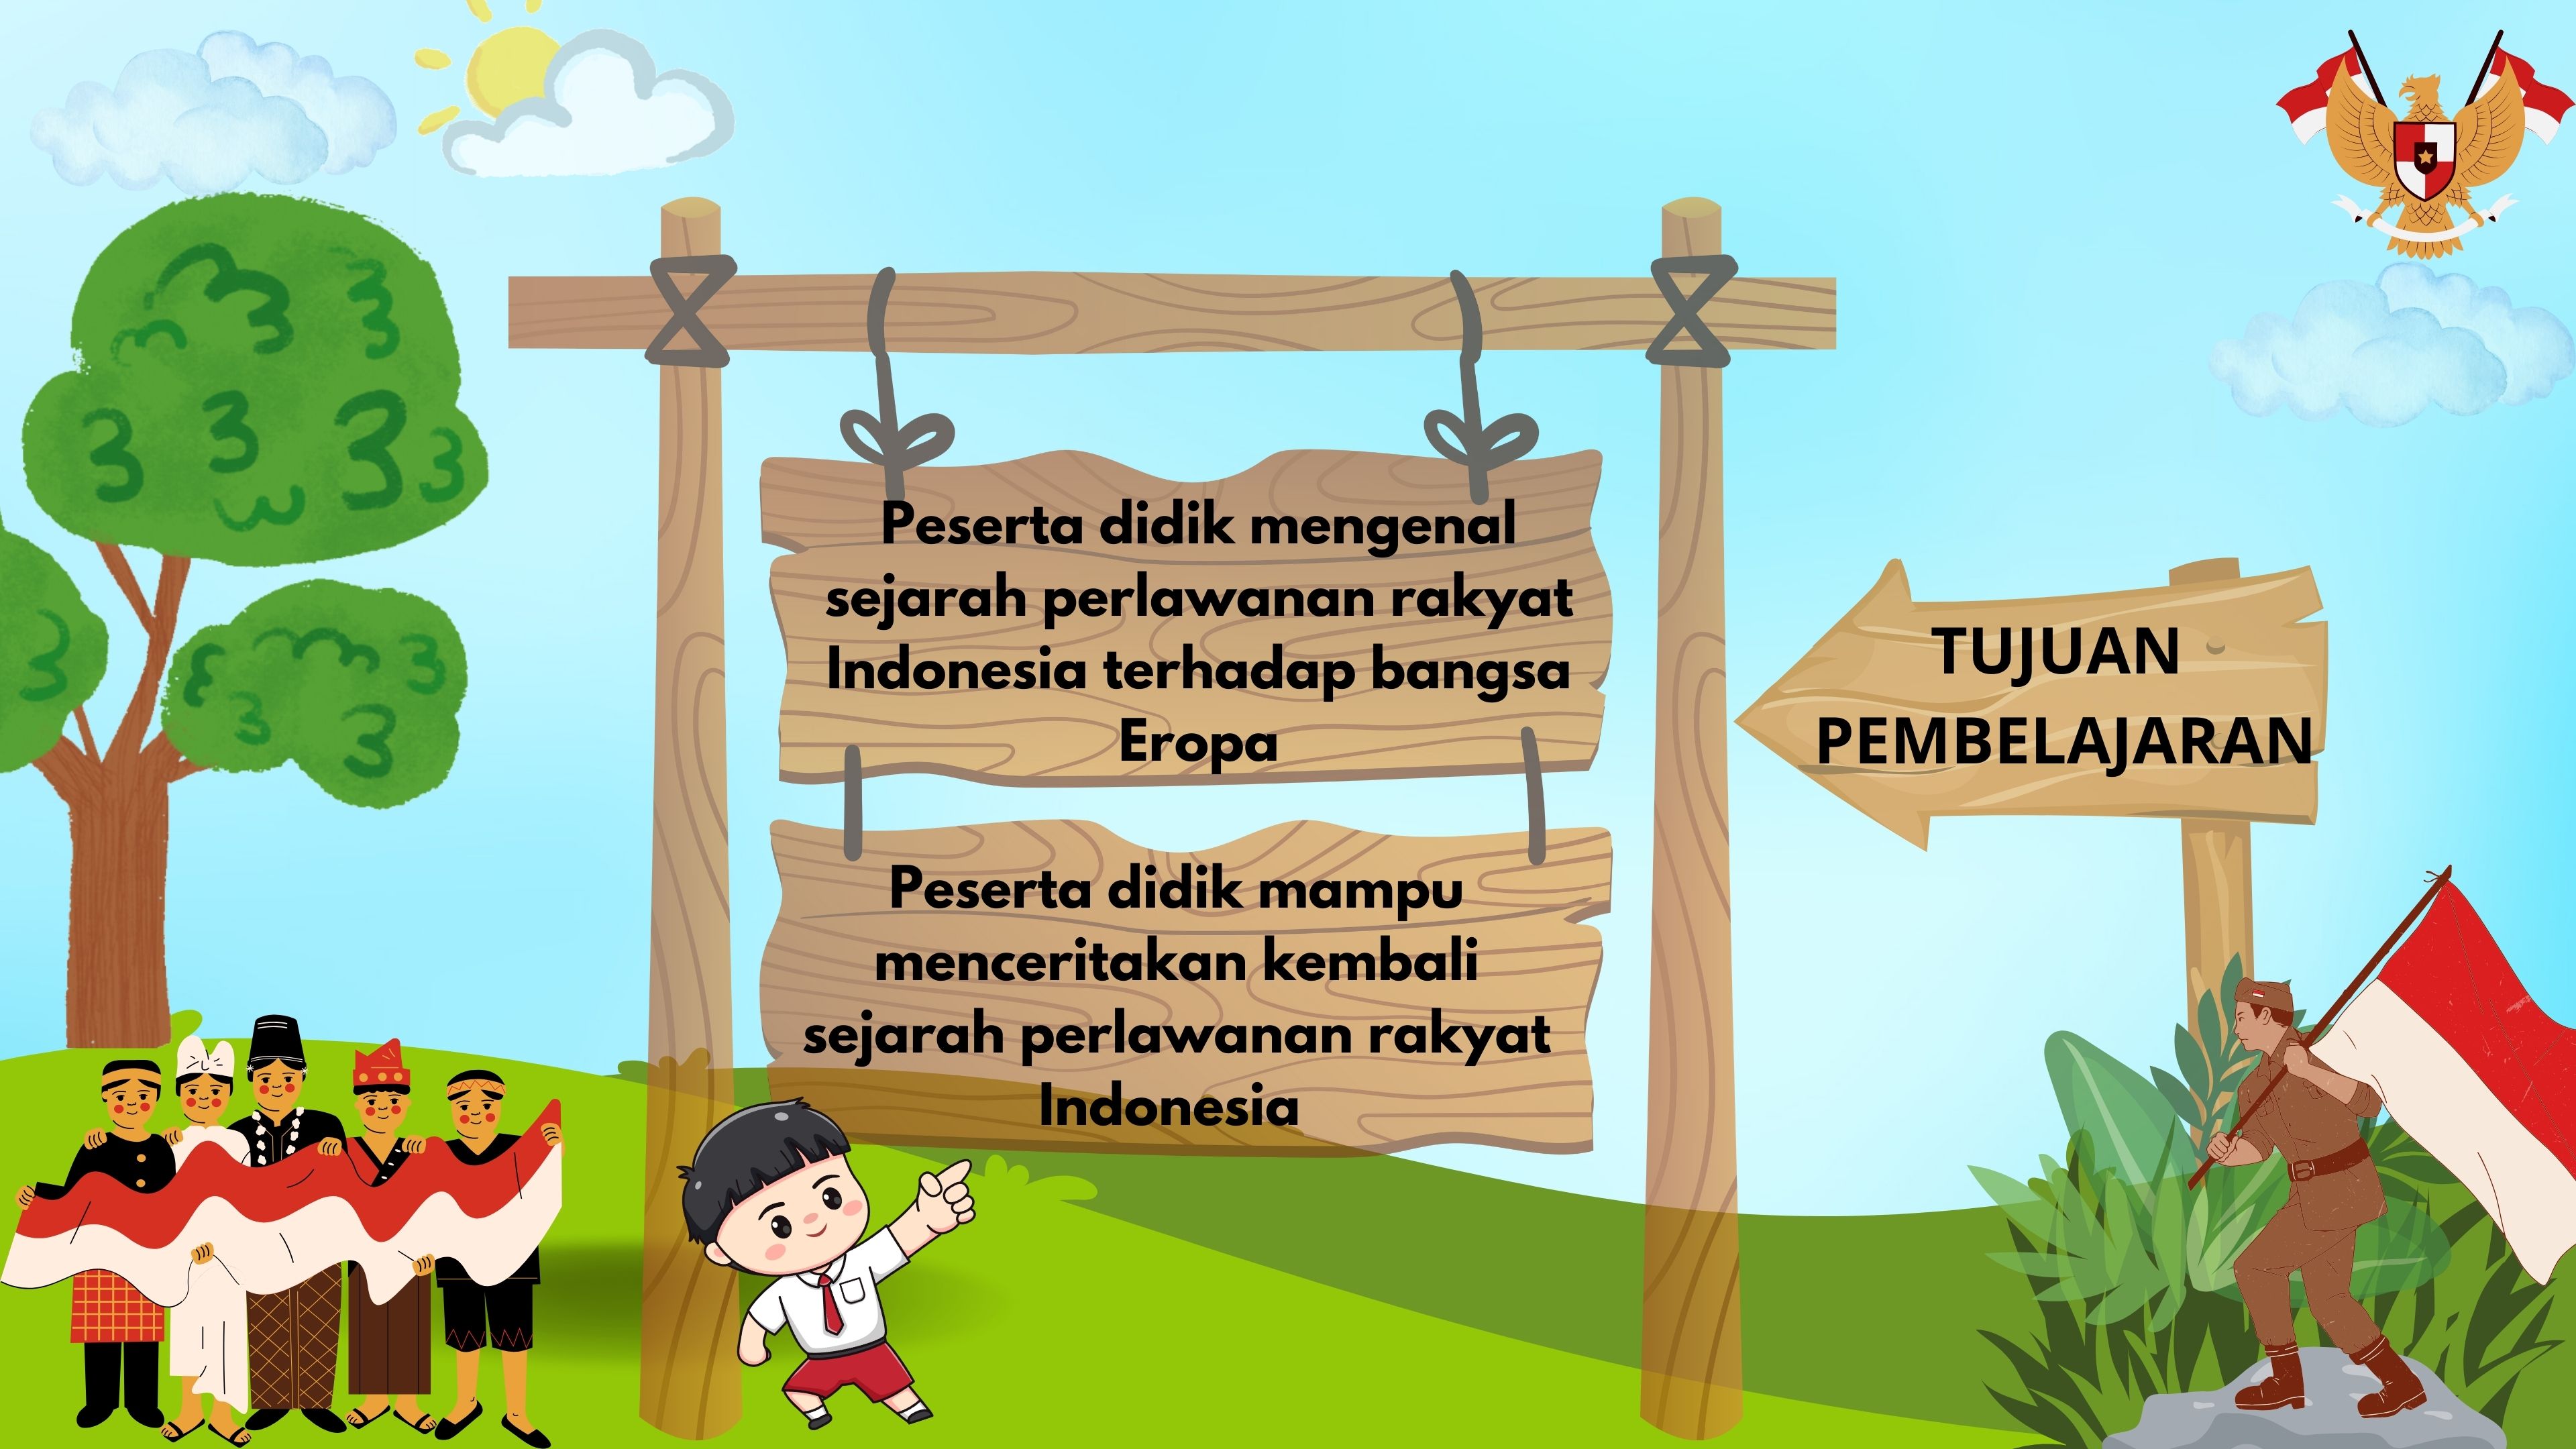 TUJUAN
PEMBELAJARAN
Peserta didik mengenal
sejarah perlawanan rakyat
Indonesia terhadap bangsa
Eropa
Peserta didik mampu
menceritakan kembali
sejarah perlawanan rakyat
Indonesia